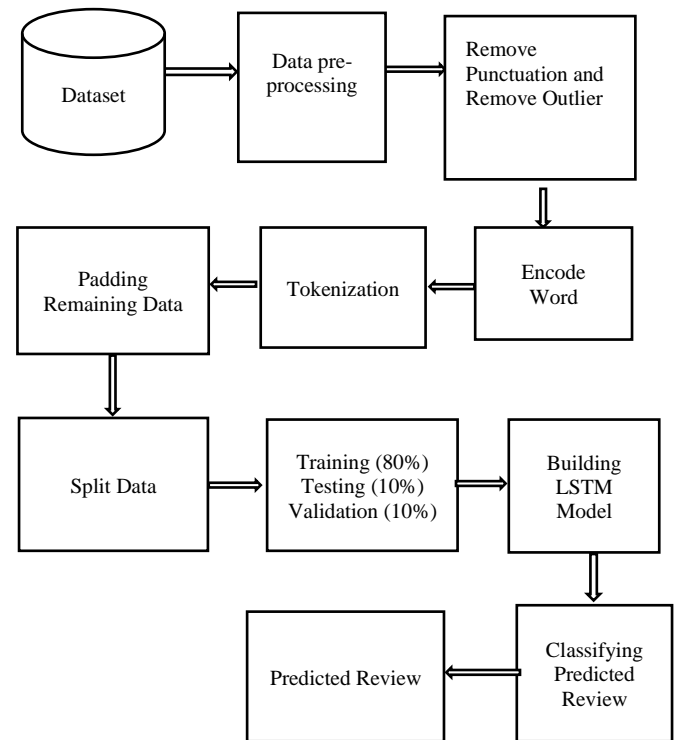 Dataset
Data pre-
processing
Remove
Punctuation and
Remove Outlier
Encode
Word
Tokenization
Padding
Remaining Data
Split Data
Training (80%)
Testing (10%)
Validation (10%)
Building
LSTM
Model
Classifying
Predicted
Review
Predicted Review